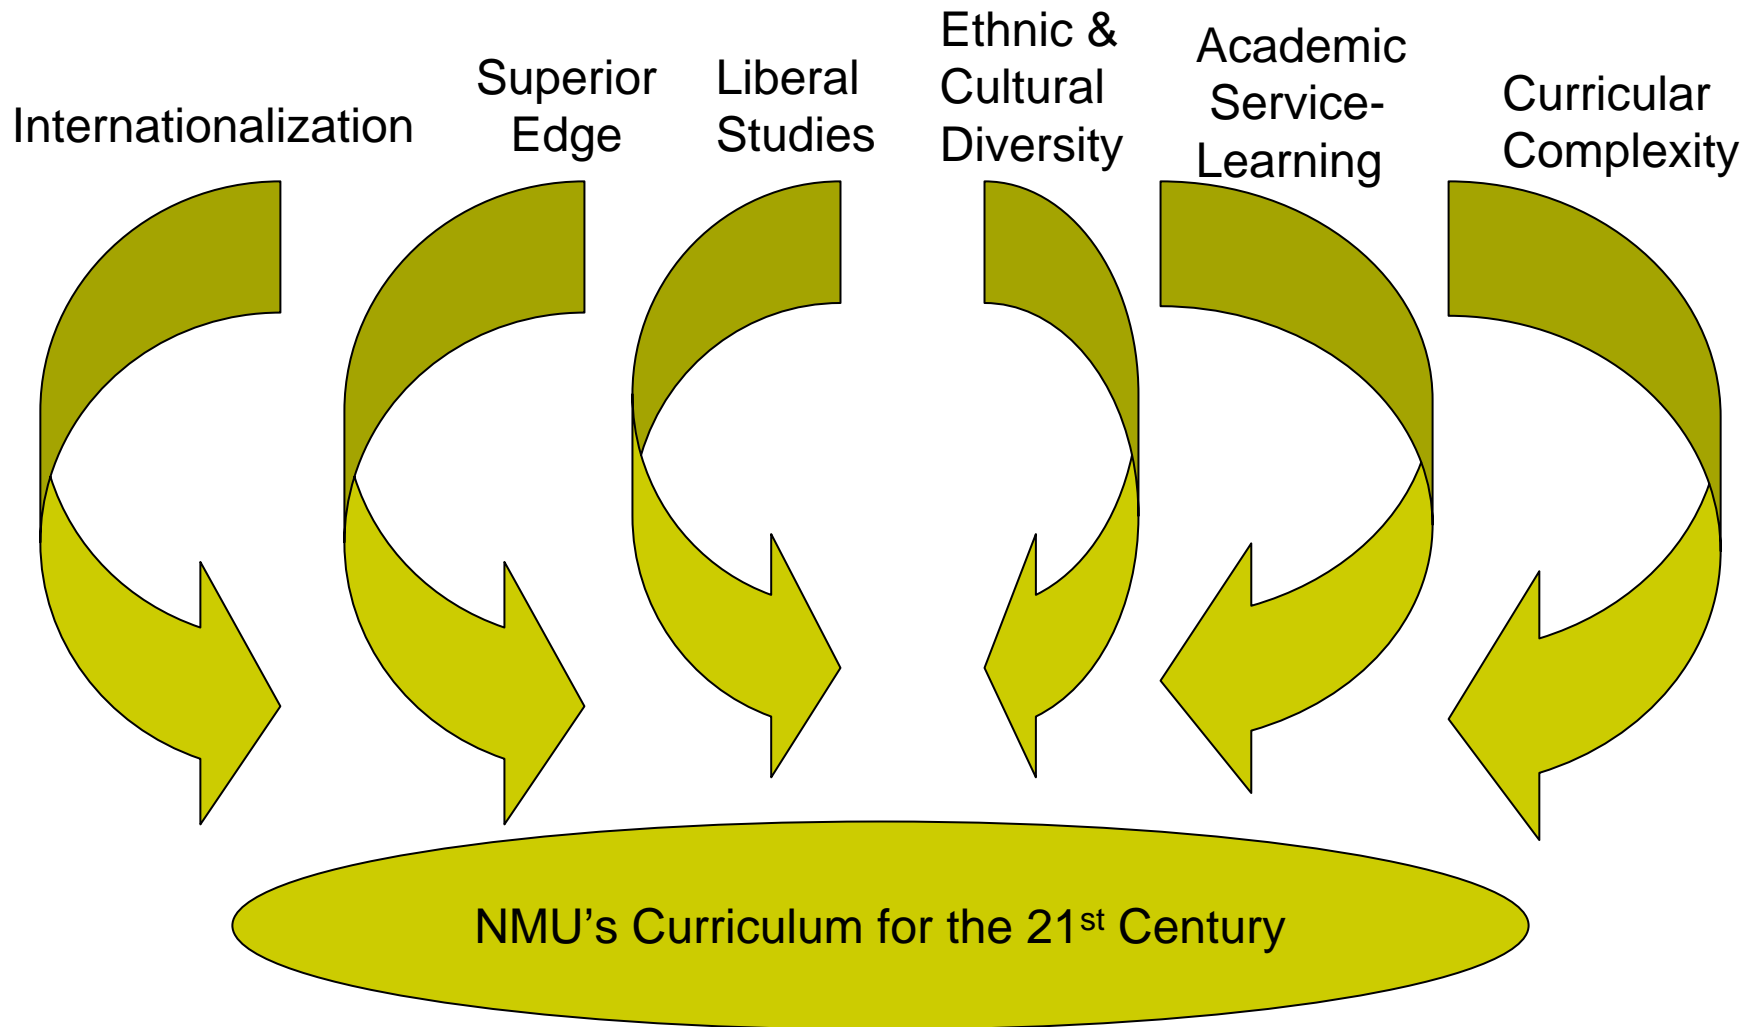 Internationalization
Superior
Edge
Liberal
Studies
Ethnic &
Cultural
Diversity
Academic
Service-
Learning
Curricular
Complexity
NMU’s Curriculum for the 21st Century